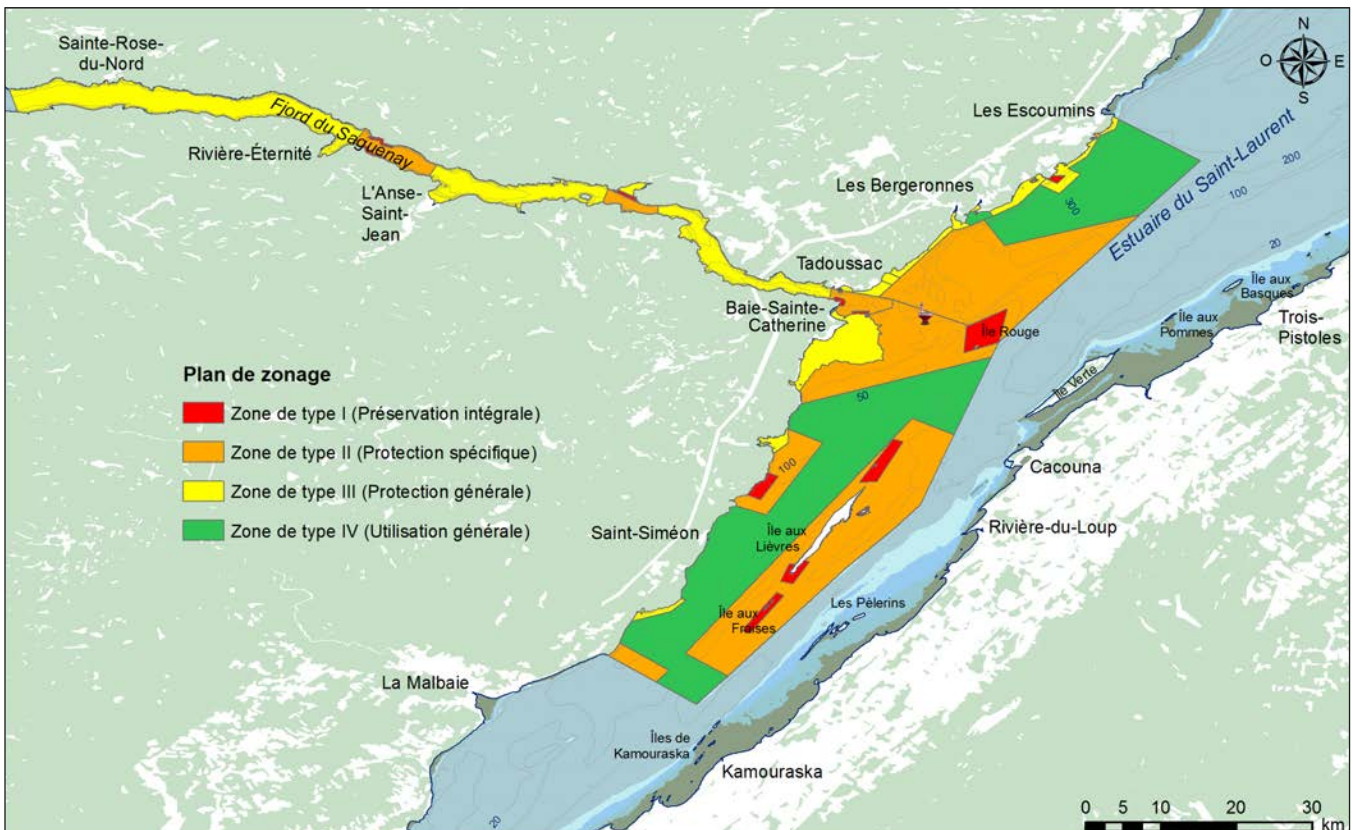 Sainte-Rose-
du-Nord
N
O
E
S
Les Escoumins
Fjord du Saguenay
Rivière-Éternité
Estuaire du Saint-Laurent
200
100
L'Anse-
Saint-
Jean
Les Bergeronnes
300
20
Tadoussac
Île aux
Basques
Baie-Sainte-
Catherine
Île Rouge
Île aux
Pommes
Trois-
Pistoles
Plan de zonage
Zone de type I (Préservation intégrale)
Zone de type II (Protection spécifique)
Zone de type III (Protection générale)
Zone de type IV (Utilisation générale)
50
Île Verte
100
Cacouna
Saint-Siméon
Île aux
Lièvres
Rivière-du-Loup
Île aux
Fraises
Les Pèlerins
La Malbaie
Îles de
Kamouraska
Kamouraska
20
0 5 10 20 30
km